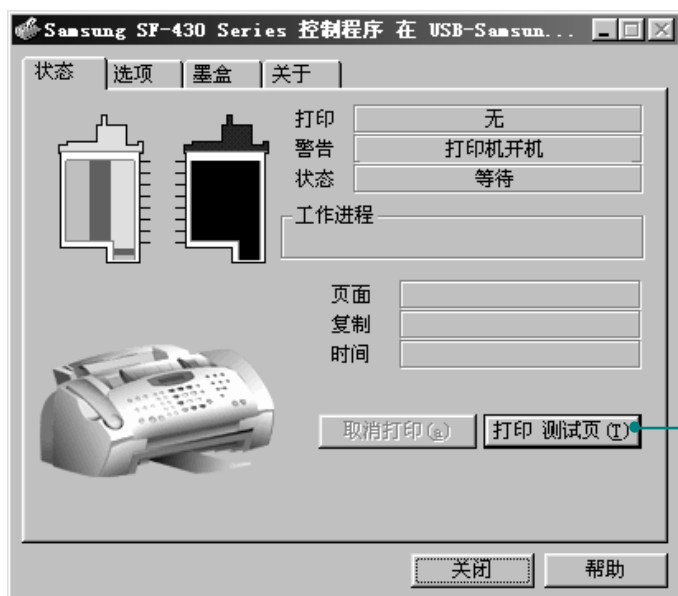 Samsung SF-430 Series 控制程序 在 USB-Samsun...
状态 选项 墨盒 关于
打印 无
警告 打印机开机
状态 等待
工作进程
页面
复制
时间
取消打印(a) 打印 测试页(T)
关闭 帮助